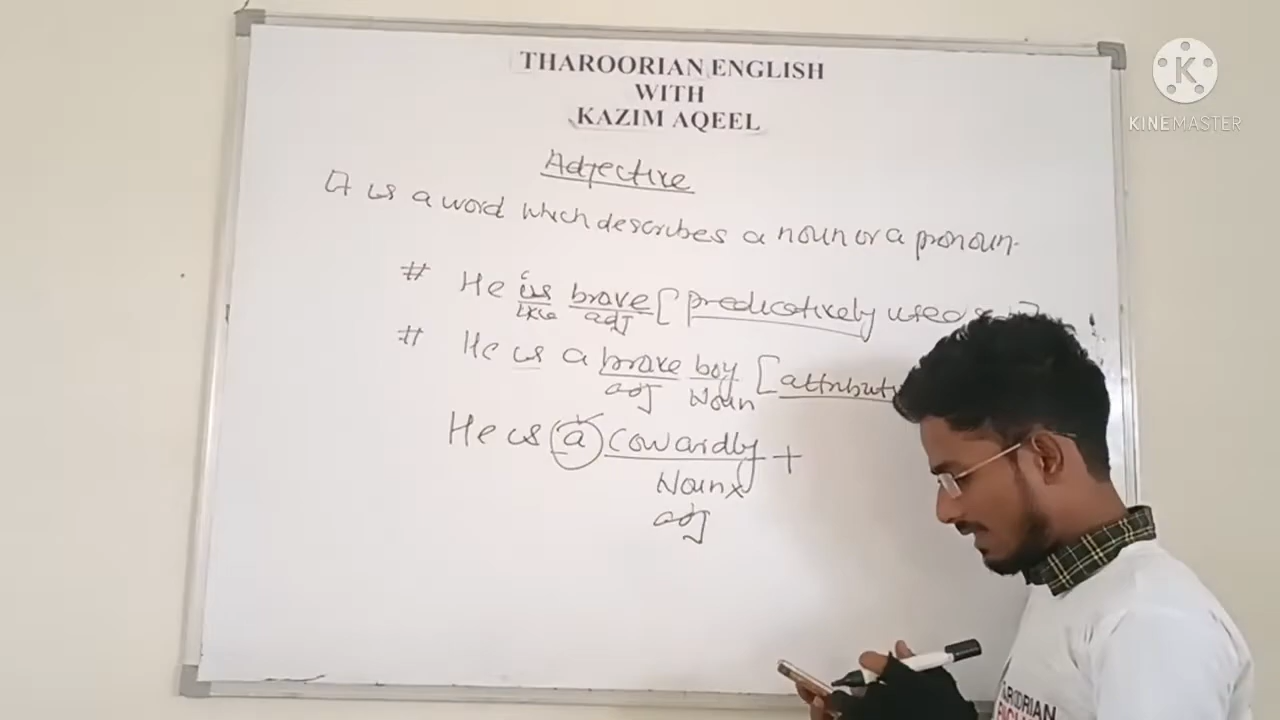 THAROORIAN ENGLISH
WITH
KAZIM AQEEL
KINEMASTER
Adjective
It is a word which describes a noun or a pronoun.
# He is brave [predicatively used
adj
# He is a brave boy [attribut
adj Noun
He is a cowardly +
Noun x
adj